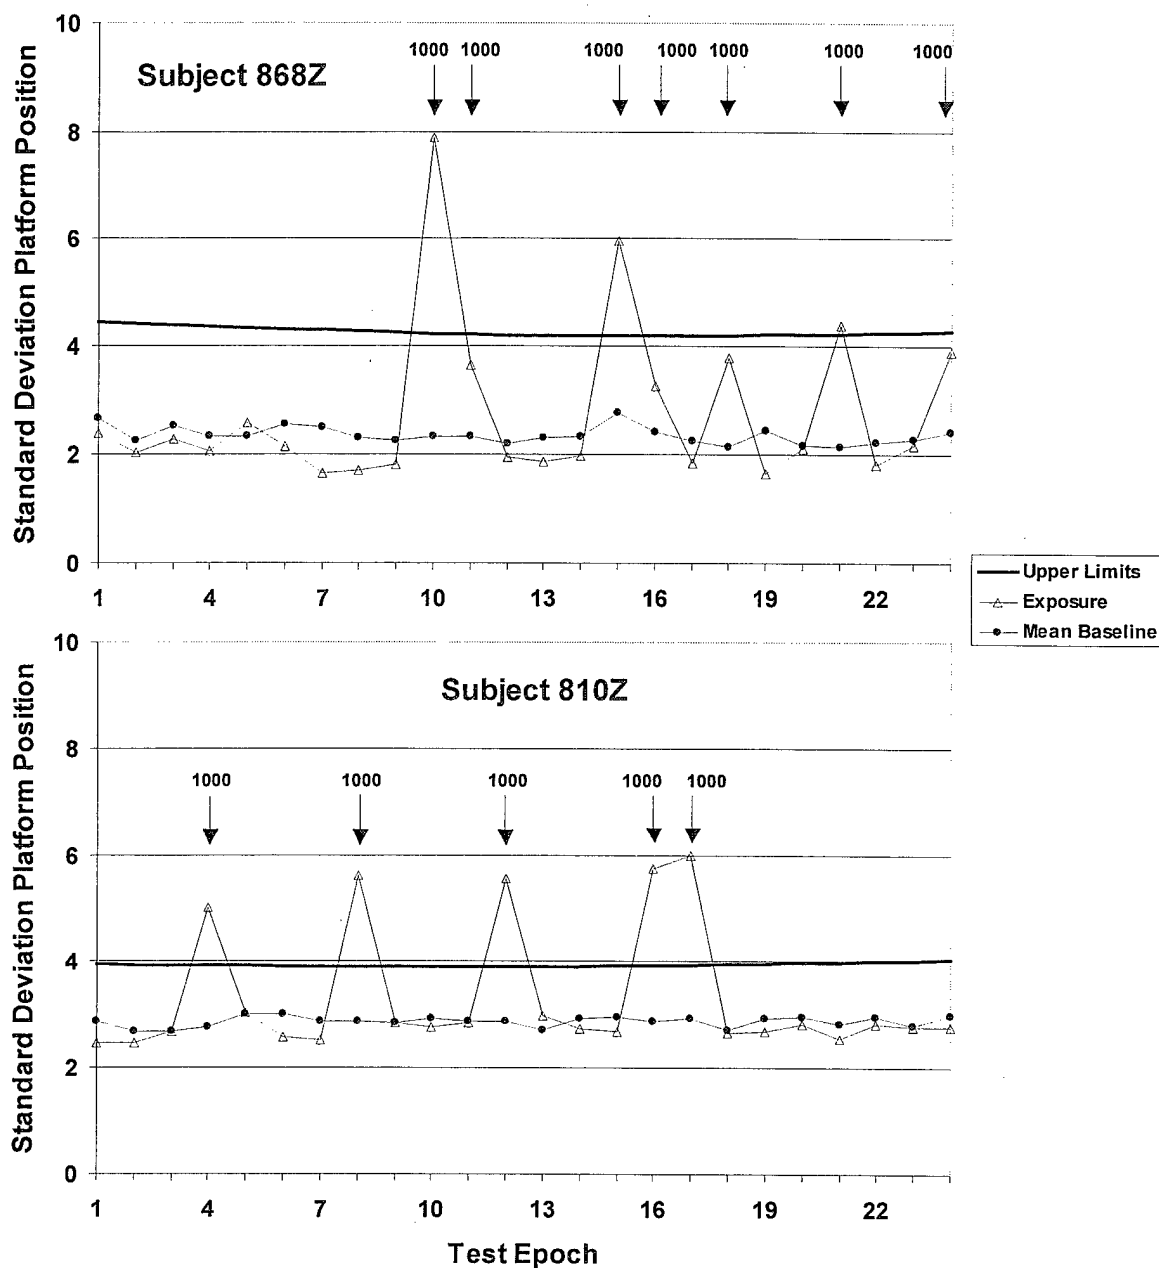 10
1000 1000 1000 1000 1000 1000 1000
Subject 868Z
8
6
4
2
0
Standard Deviation Platform Position
1 4 7 10 13 16 19 22
Upper Limits
Exposure
Mean Baseline
10
Subject 810Z
8
1000 1000 1000 1000 1000
6
4
2
0
Standard Deviation Platform Position
1 4 7 10 13 16 19 22
Test Epoch